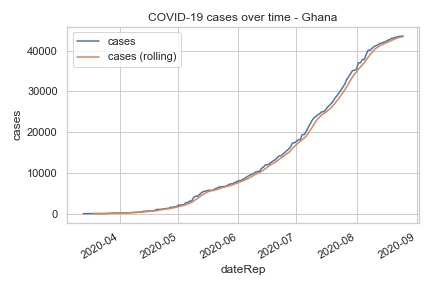 COVID-19 cases over time - Ghana
cases
cases (rolling)
40000
30000
20000
10000
0
cases
2020-04
2020-05
2020-06
2020-07
2020-08
2020-09
dateRep